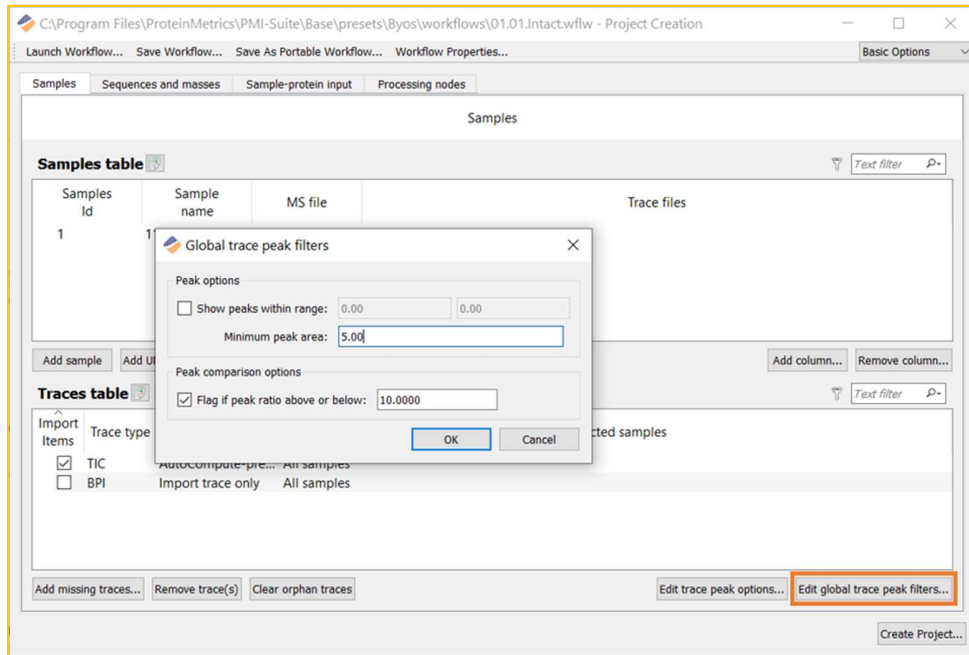 C:\Program Files\ProteinMetrics\PMI-Suite\Base\presets\Byos\workflows\01.01.Intact.wflw - Project Creation
Launch Workflow... Save Workflow... Save As Portable Workflow... Workflow Properties... Basic Options
Samples Sequences and masses Sample-protein input Processing nodes
Samples
Samples table Text filter
Samples Id Sample name MS file Trace files
1
Global trace peak filters
Peak options
Show peaks within range: 0.00 0.00
Minimum peak area: 5.00
Peak comparison options
Flag if peak ratio above or below: 10.0000
OK Cancel
Add sample Add column... Remove column...
Traces table Text filter
Import Items Trace type samples
TIC All samples
BPI Import trace only All samples
Add missing traces... Remove trace(s) Clear orphan traces Edit trace peak options... Edit global trace peak filters...
Create Project...